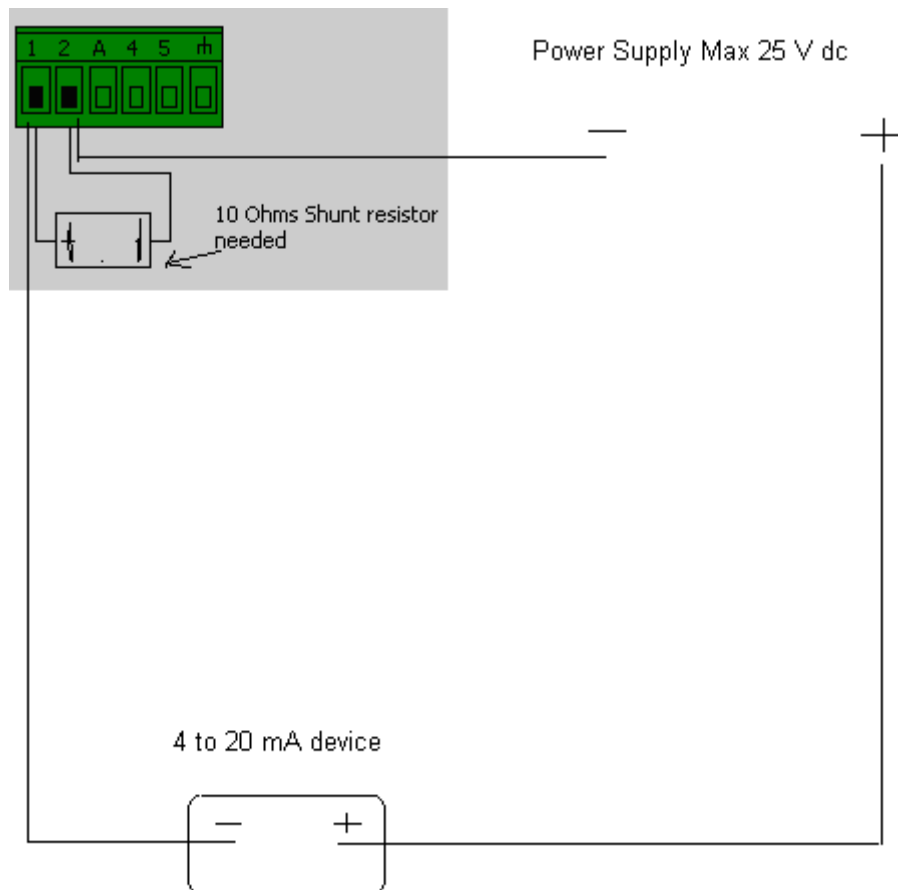 1 2 A 4 5
Power Supply Max 25 V dc
− +
10 Ohms Shunt resistor
needed
+
4 to 20 mA device
− +